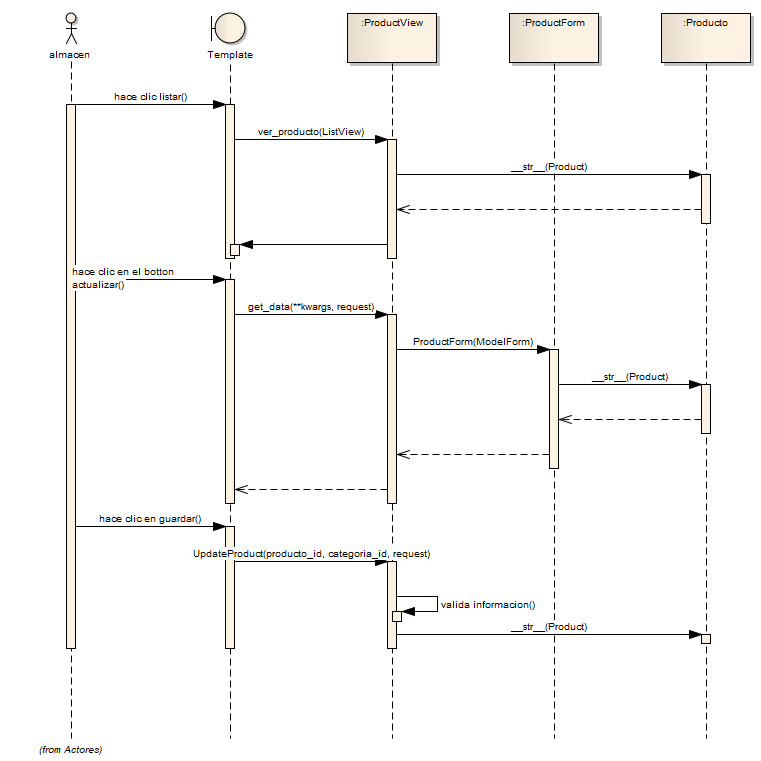 :ProductView
:ProductForm
:Producto
almacen
Template
hace clic listar()
ver_producto(ListView)
__str__(Product)
hace clic en el botton
actualizar()
get_data(**kwargs, request)
ProductForm(ModelForm)
__str__(Product)
hace clic en guardar()
UpdateProduct(producto_id, categoria_id, request)
valida informacion()
__str__(Product)
(from Actores)